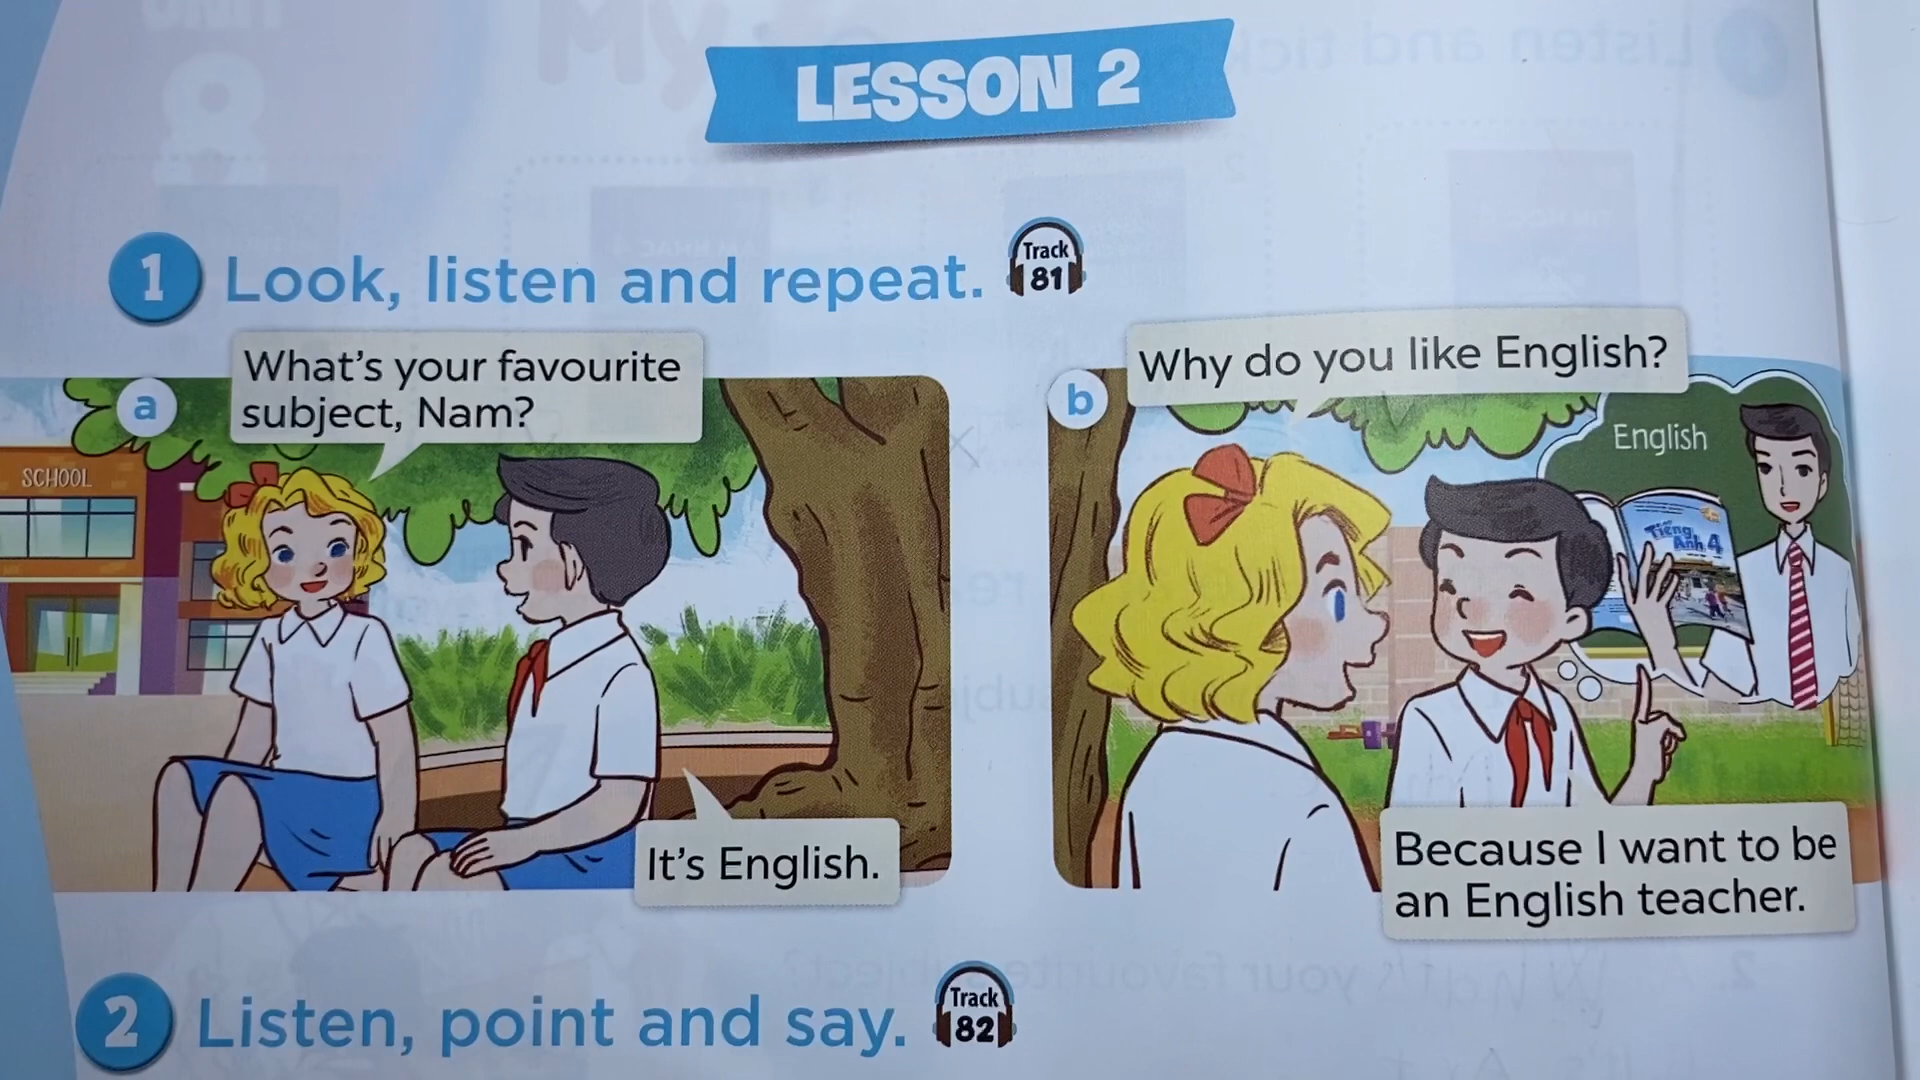 LESSON 2
1 Look, listen and repeat. Track 81
a
What's your favourite
subject, Nam?
SCHOOL
It's English.
b
Why do you like English?
English
Tiếng
Anh 4
Because I want to be
an English teacher.
2 Listen, point and say. Track 82